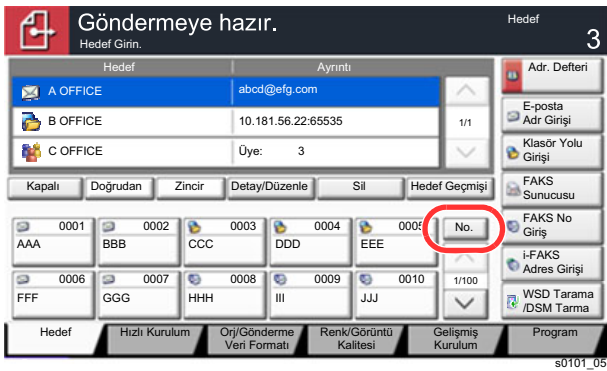 Göndermeye hazır.
Hedef Girin.
Hedef
3
Hedef Ayrıntı
A OFFICE abcd@efg.com
B OFFICE 10.181.56.22:65535
C OFFICE Üye: 3
1/1
Adr. Defteri
E-posta
Adr Girişi
Klasör Yolu
Girişi
FAKS
Sunucusu
FAKS No
Giriş
i-FAKS
Adres Girişi
WSD Tarama
/DSM Tarma
Kapalı Doğrudan Zincir Detay/Düzenle Sil Hedef Geçmişi
0001 0002 0003 0004 0005 No.
AAA BBB CCC DDD EEE
0006 0007 0008 0009 0010 1/100
FFF GGG HHH III JJJ
Hedef Hızlı Kurulum Orj/Gönderme
Veri Formatı Renk/Görüntü
Kalitesi Gelişmiş
Kurulum Program
s0101_05